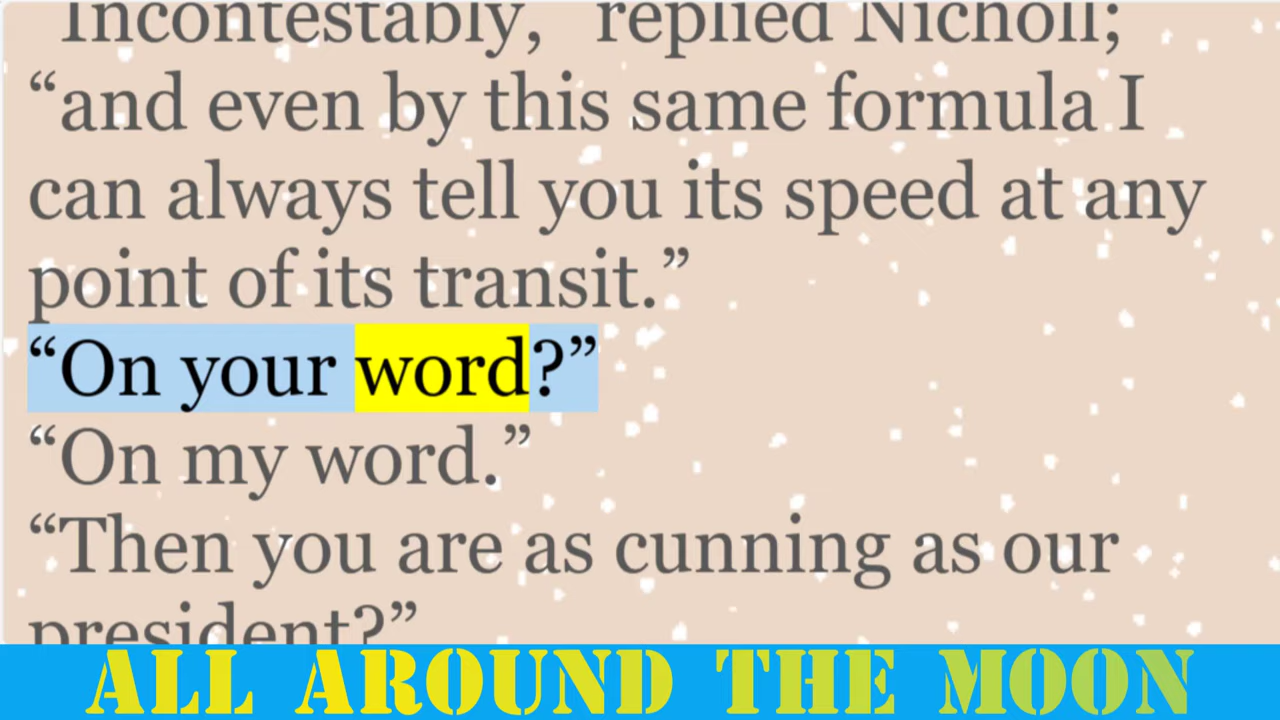 Incontestably,” replied Nicholl;
“and even by this same formula I
can always tell you its speed at any
point of its transit.”
“On your word?”
“On my word.”
“Then you are as cunning as our
president?”
ALL AROUND THE MOON